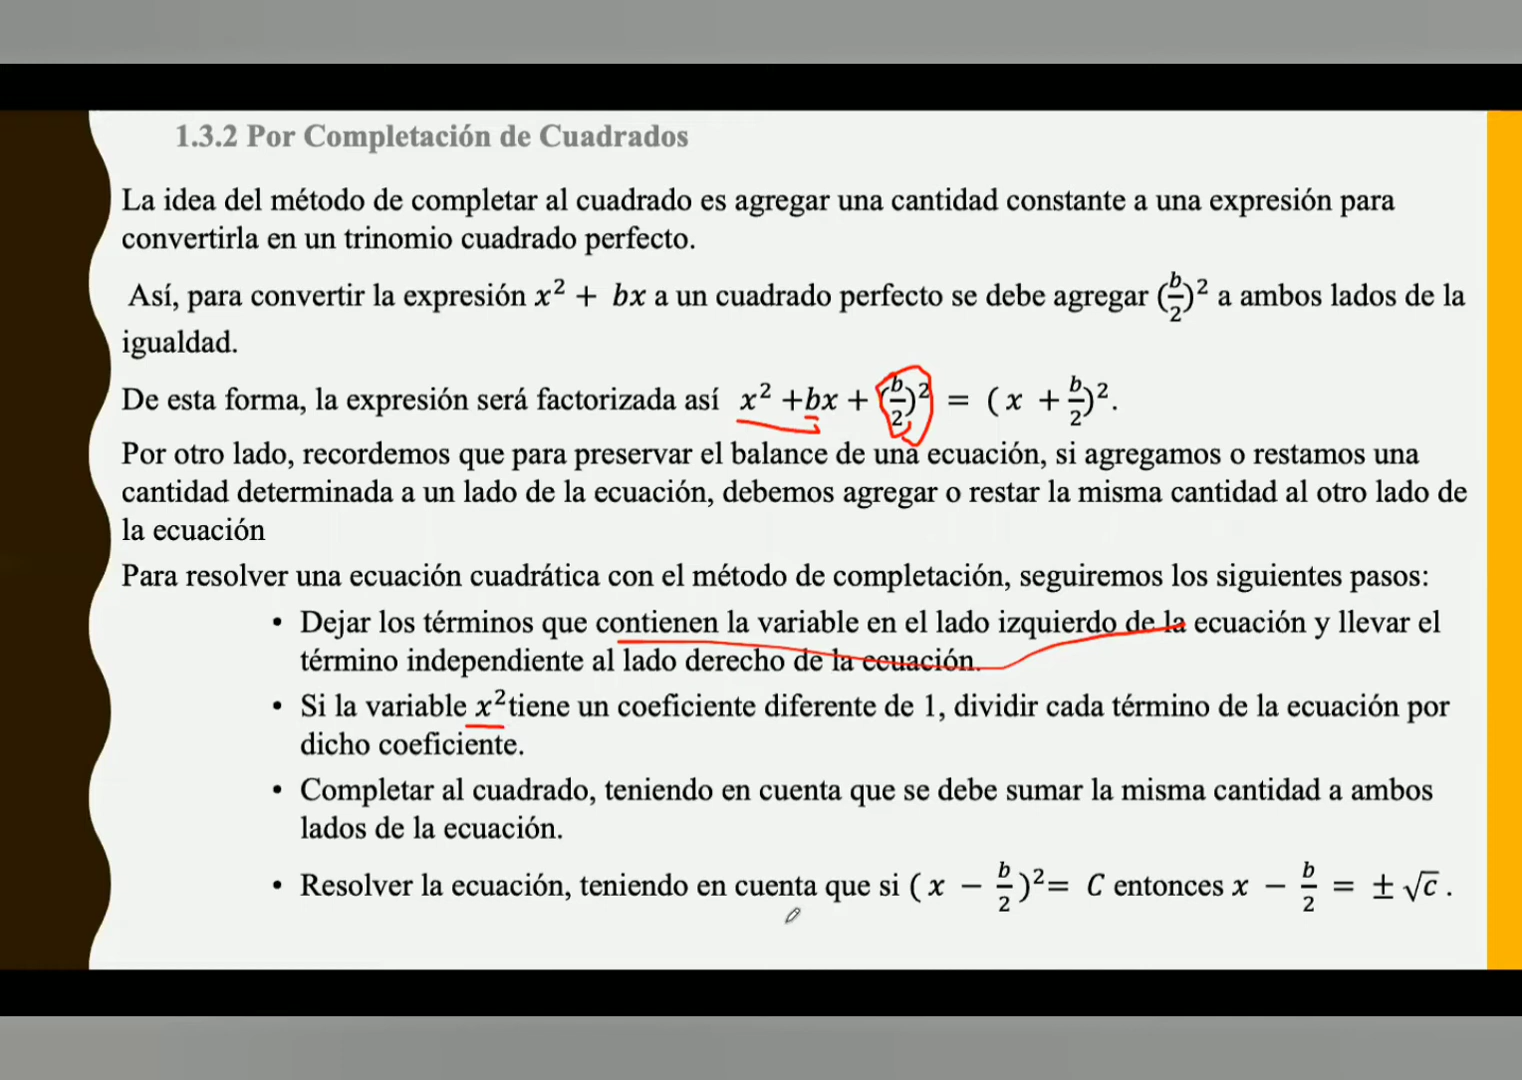 1.3.2 Por Completación de Cuadrados
La idea del método de completar al cuadrado es agregar una cantidad constante a una expresión para
convertirla en un trinomio cuadrado perfecto.
Así, para convertir la expresión x² + bx a un cuadrado perfecto se debe agregar (b/2)² a ambos lados de la
igualdad.
De esta forma, la expresión será factorizada así x² +bx + (b/2)² = (x + b/2)².
Por otro lado, recordemos que para preservar el balance de una ecuación, si agregamos o restamos una
cantidad determinada a un lado de la ecuación, debemos agregar o restar la misma cantidad al otro lado de
la ecuación
Para resolver una ecuación cuadrática con el método de completación, seguiremos los siguientes pasos:
• Dejar los términos que contienen la variable en el lado izquierdo de la ecuación y llevar el
término independiente al lado derecho de la ecuación.
• Si la variable x² tiene un coeficiente diferente de 1, dividir cada término de la ecuación por
dicho coeficiente.
• Completar al cuadrado, teniendo en cuenta que se debe sumar la misma cantidad a ambos
lados de la ecuación.
• Resolver la ecuación, teniendo en cuenta que si (x − b/2)² = C entonces x − b/2 = ± √c .